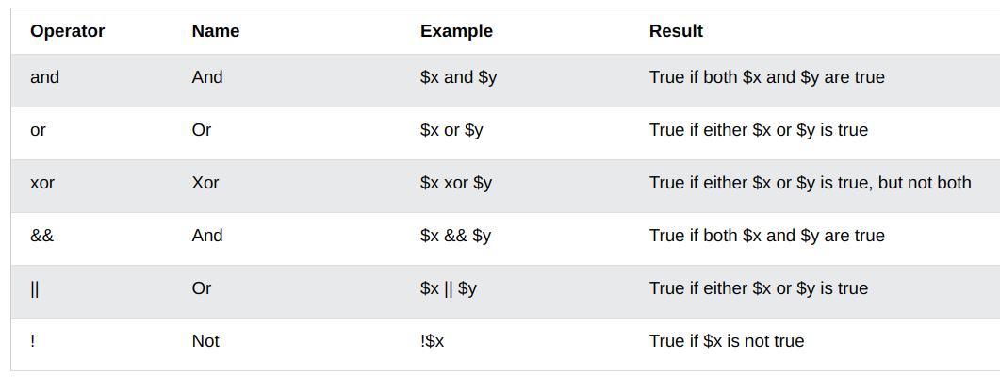 Operator Name Example Result
and And $x and $y True if both $x and $y are true
or Or $x or $y True if either $x or $y is true
xor Xor $x xor $y True if either $x or $y is true, but not both
&& And $x && $y True if both $x and $y are true
|| Or $x || $y True if either $x or $y is true
! Not !$x True if $x is not true